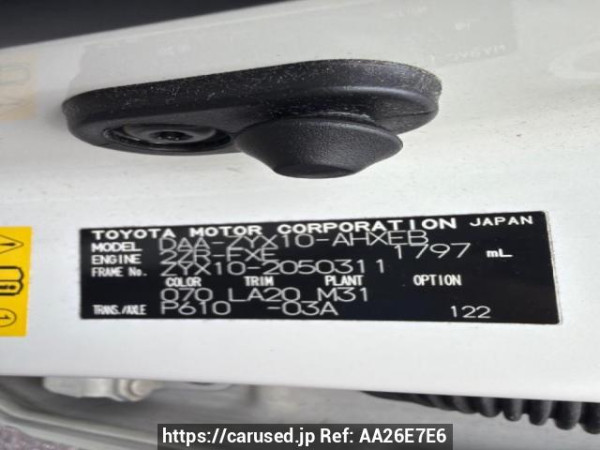 TOYOTA MOTOR CORPORATION JAPAN
MODEL DAA-ZYX10-AHXEB
ENGINE 2ZR-FXE 1797 mL
FRAME No. ZYX10-2050311
COLOR TRIM PLANT OPTION
070 LA20 M31
TRANS./AXLE P610 -03A 122
https://carused.jp Ref: AA26E7E6